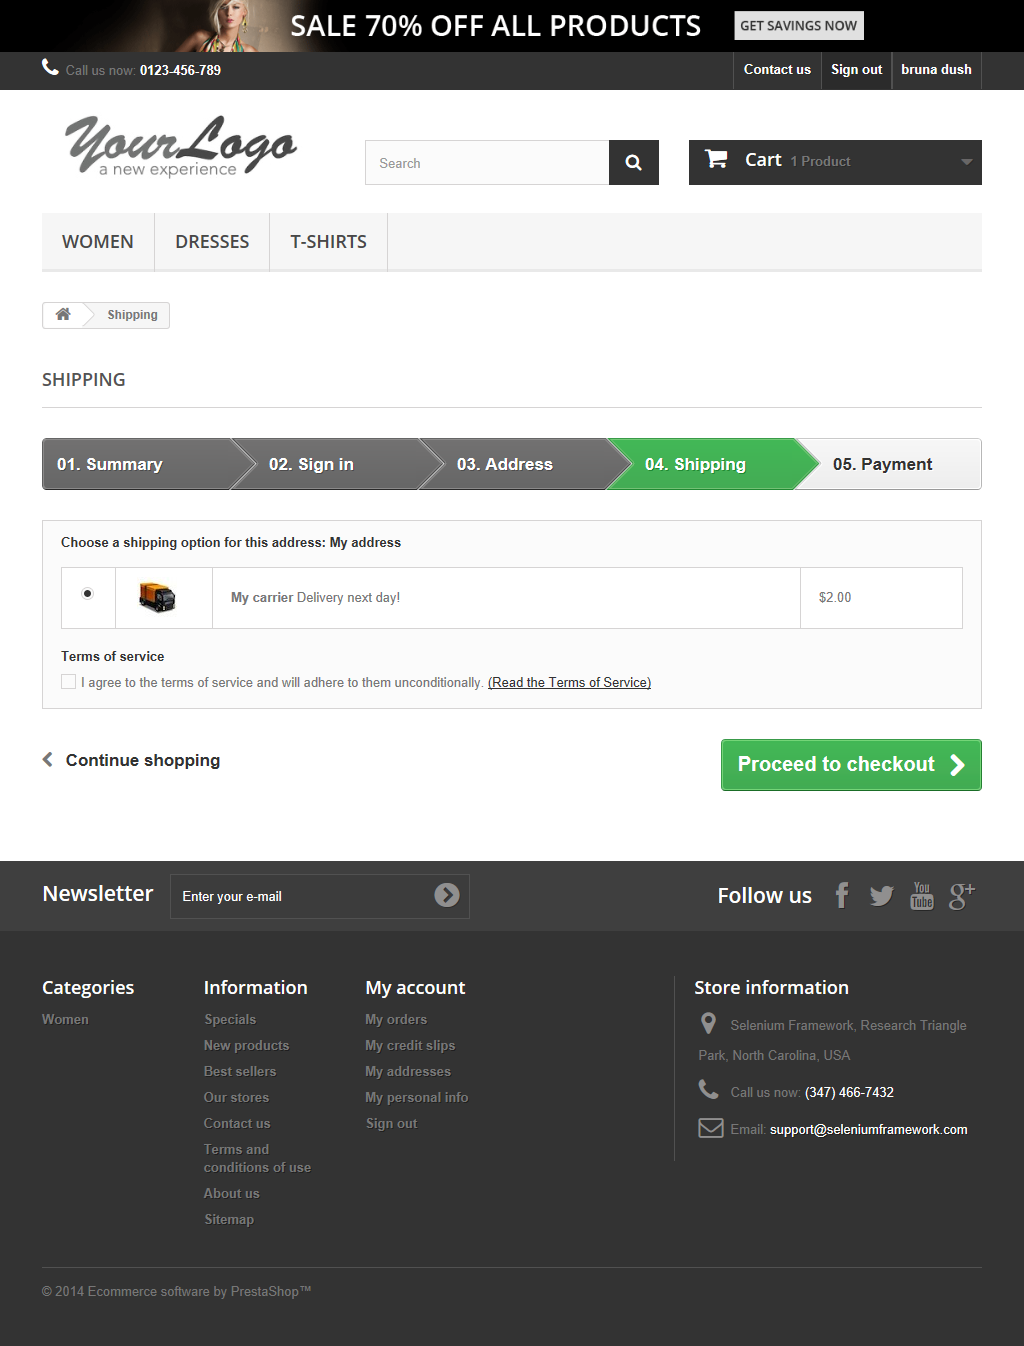 SALE 70% OFF ALL PRODUCTS GET SAVINGS NOW
Call us now: 0123-456-789 Contact us Sign out bruna dush
YourLogo
a new experience
Search
Cart 1 Product
WOMEN DRESSES T-SHIRTS
Shipping
SHIPPING
01. Summary 02. Sign in 03. Address 04. Shipping 05. Payment
Choose a shipping option for this address: My address
My carrier Delivery next day! $2.00
Terms of service
I agree to the terms of service and will adhere to them unconditionally. (Read the Terms of Service)
Continue shopping Proceed to checkout
Newsletter Enter your e-mail Follow us f You Tube g+
Categories
Women
Information
Specials
New products
Best sellers
Our stores
Contact us
Terms and
conditions of use
About us
Sitemap
My account
My orders
My credit slips
My addresses
My personal info
Sign out
Store information
Selenium Framework, Research Triangle
Park, North Carolina, USA
Call us now: (347) 466-7432
Email: support@seleniumframework.com
© 2014 Ecommerce software by PrestaShop™